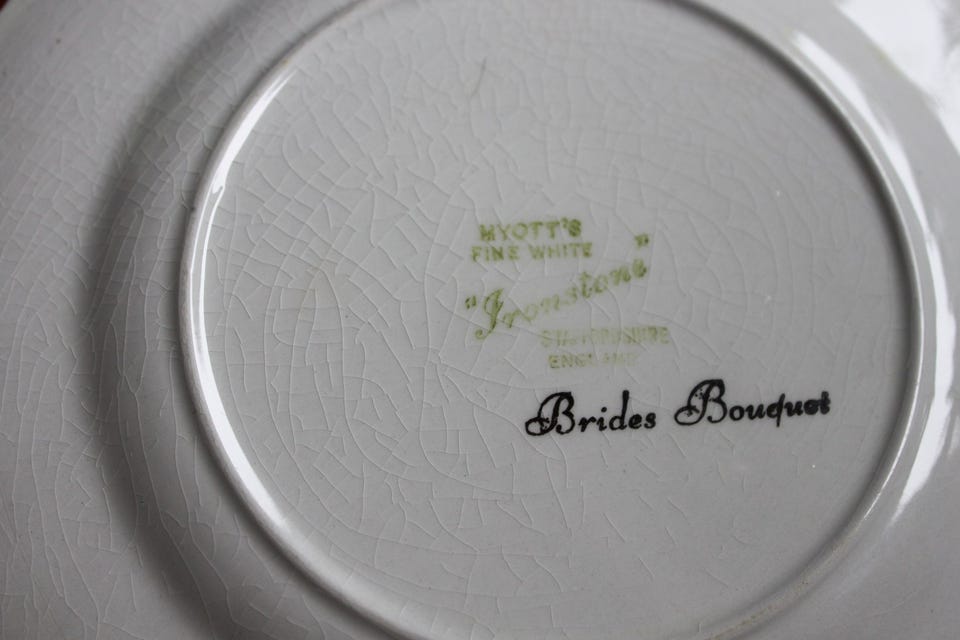 MYOTT'S
FINE WHITE
"Ironstone"
STAFFORDSHIRE
ENGLAND
Brides Bouquet